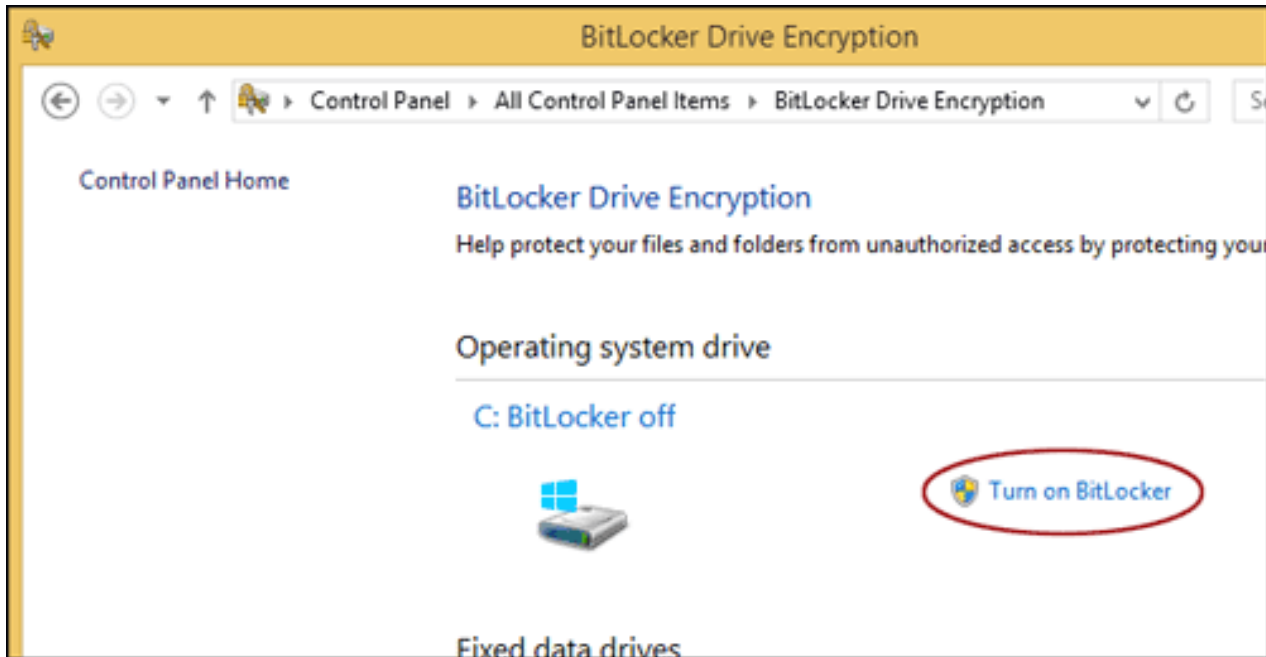 BitLocker Drive Encryption
Control Panel All Control Panel Items BitLocker Drive Encryption
Control Panel Home
BitLocker Drive Encryption
Help protect your files and folders from unauthorized access by protecting your
Operating system drive
C: BitLocker off
Turn on BitLocker
Fixed data drives